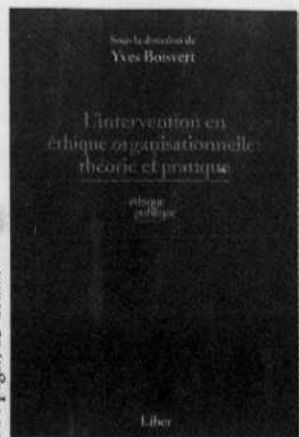 Sous la direction de
Yves Boisvert
L'intervention en
éthique organisationnelle :
théorie et pratique
éthique
publique
Liber